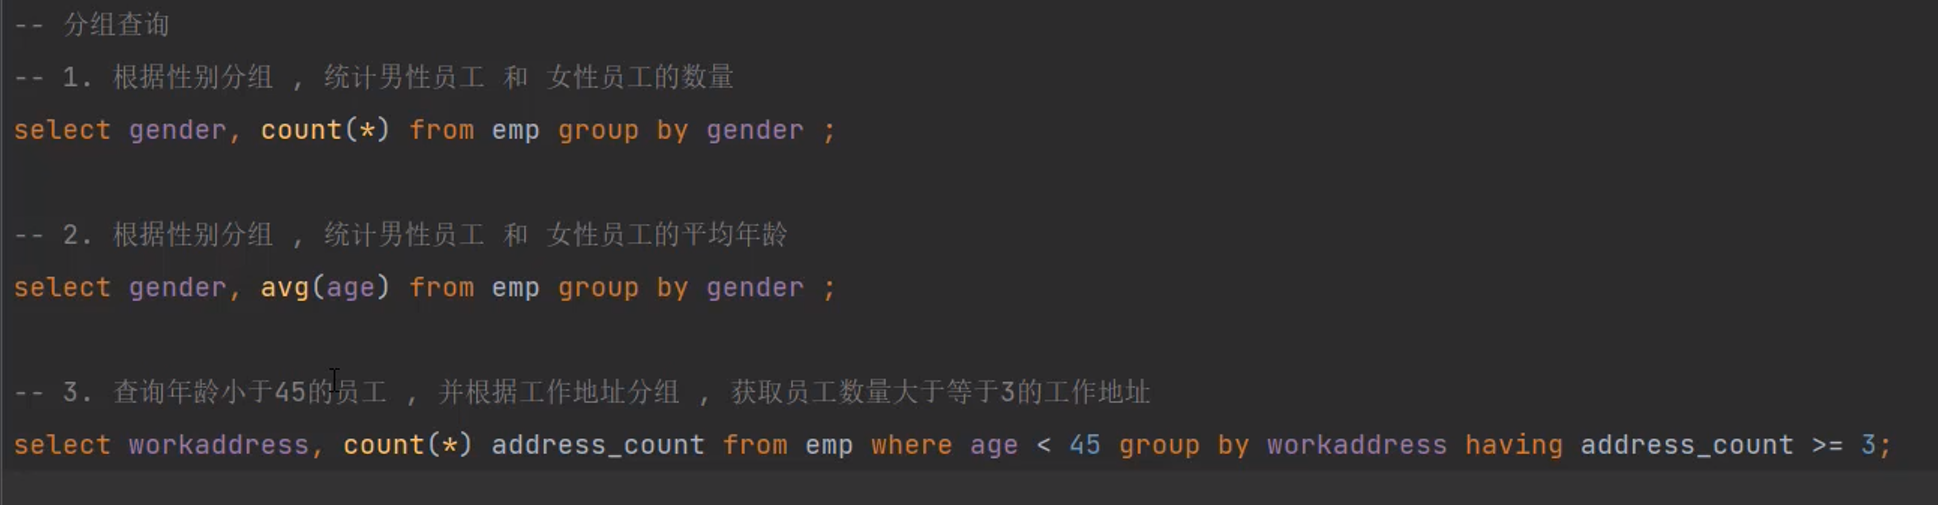 -- 分组查询
-- 1. 根据性别分组 , 统计男性员工 和 女性员工的数量
select gender, count(*) from emp group by gender ;
-- 2. 根据性别分组 , 统计男性员工 和 女性员工的平均年龄
select gender, avg(age) from emp group by gender ;
-- 3. 查询年龄小于45的员工 , 并根据工作地址分组 , 获取员工数量大于等于3的工作地址
select workaddress, count(*) address_count from emp where age < 45 group by workaddress having address_count >= 3;